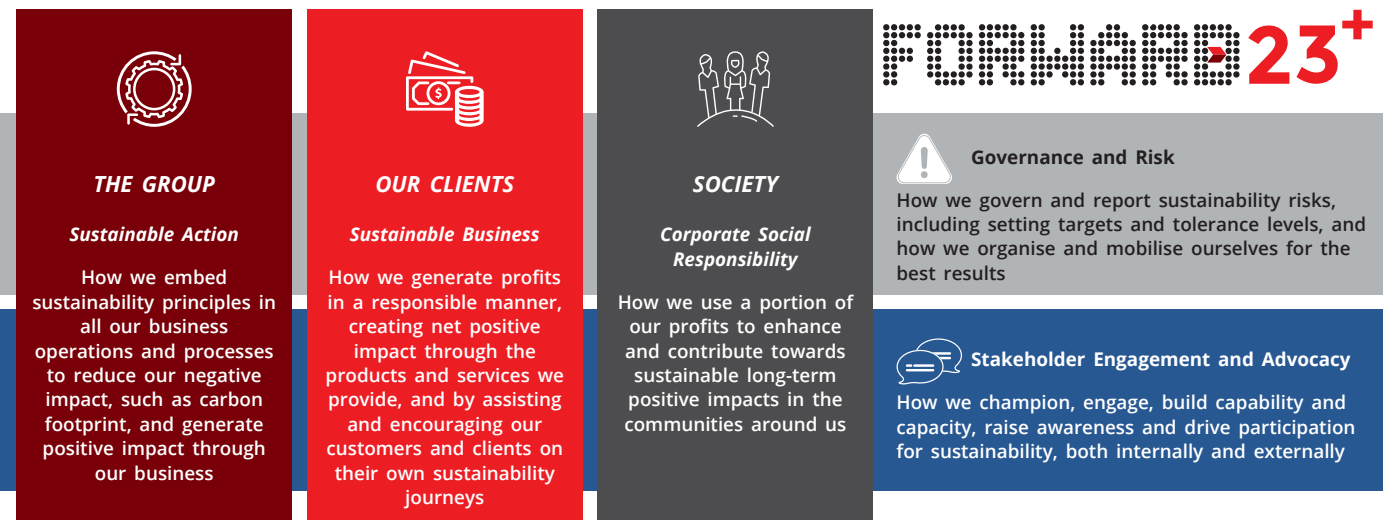 THE GROUP
Sustainable Action
How we embed
sustainability principles in
all our business
operations and processes
to reduce our negative
impact, such as carbon
footprint, and generate
positive impact through
our business
$
OUR CLIENTS
Sustainable Business
How we generate profits
in a responsible manner,
creating net positive
impact through the
products and services we
provide, and by assisting
and encouraging our
customers and clients on
their own sustainability
journeys
SOCIETY
Corporate Social
Responsibility
How we use a portion of
our profits to enhance
and contribute towards
sustainable long-term
positive impacts in the
communities around us
FORWARD23+
Governance and Risk
How we govern and report sustainability risks,
including setting targets and tolerance levels, and
how we organise and mobilise ourselves for the
best results
Stakeholder Engagement and Advocacy
How we champion, engage, build capability and
capacity, raise awareness and drive participation
for sustainability, both internally and externally